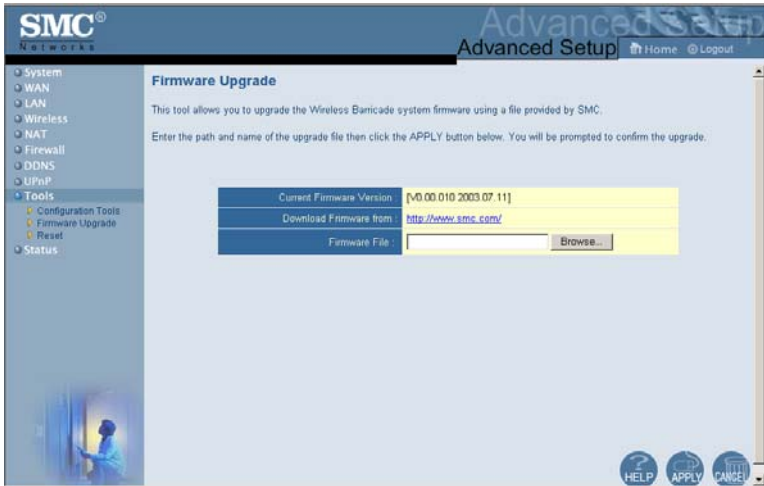 SMC®
Networks
Advanced Setup
Advanced Setup
Home
Logout
System
WAN
LAN
Wireless
NAT
Firewall
DDNS
UPnP
Tools
Configuration Tools
Firmware Upgrade
Reset
Status
Firmware Upgrade
This tool allows you to upgrade the Wireless Barricade system firmware using a file provided by SMC.
Enter the path and name of the upgrade file then click the APPLY button below. You will be prompted to confirm the upgrade.
Current Firmware Version : [V0.00.010 2003.07.11]
Download Frimware from : http://www.smc.com/
Firmware File : Browse...
HELP
APPLY
CANCEL